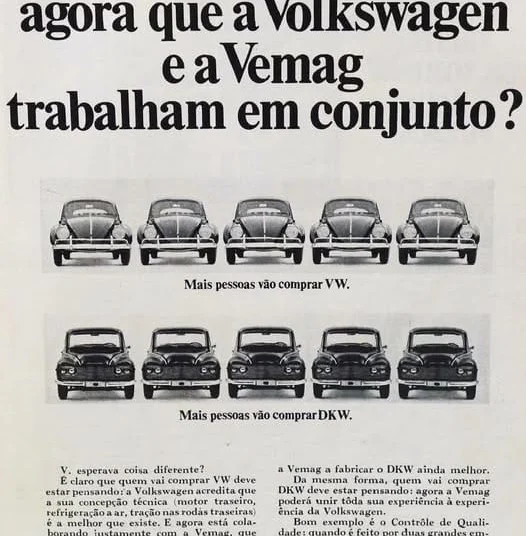 agora que a Volkswagen
e a Vemag
trabalham em conjunto?
Mais pessoas vão comprar VW.
Mais pessoas vão comprar DKW.
V. esperava coisa diferente?
É claro que quem vai comprar VW deve
estar pensando: a Volkswagen acredita que
a sua concepção técnica (motor traseiro,
refrigeração a ar, tração nas rodas traseiras)
é a melhor que existe. E agora está cola-
borando justamente com a Vemag, que
a Vemag a fabricar o DKW ainda melhor.
Da mesma forma, quem vai comprar
DKW deve estar pensando: agora a Vemag
poderá unir tôda sua experiência à experi-
ência da Volkswagen.
Bom exemplo é o Contrôle de Quali-
dade: quando é feito por duas grandes em-